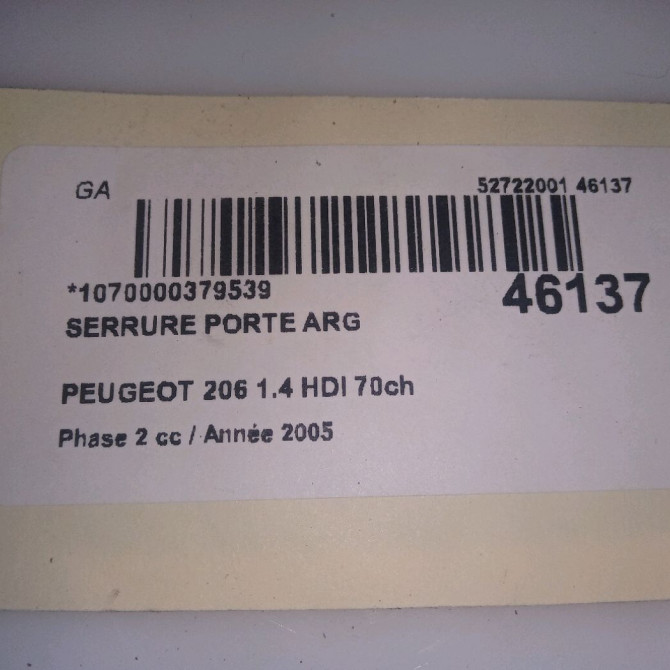 GA
52722001 46137
*1070000379539
46137
SERRURE PORTE ARG
PEUGEOT 206 1.4 HDI 70ch
Phase 2 cc / Année 2005